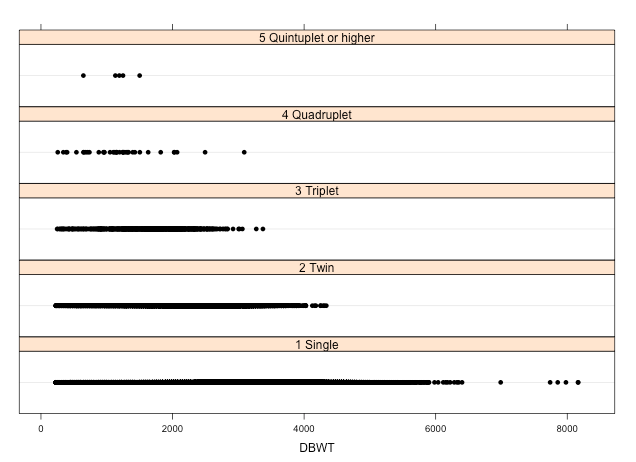 5 Quintuplet or higher
4 Quadruplet
3 Triplet
2 Twin
1 Single
0 2000 4000 6000 8000
DBWT